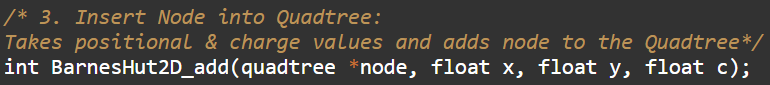 /* 3. Insert Node into Quadtree:
Takes positional & charge values and adds node to the Quadtree*/
int BarnesHut2D_add(quadtree *node, float x, float y, float c);